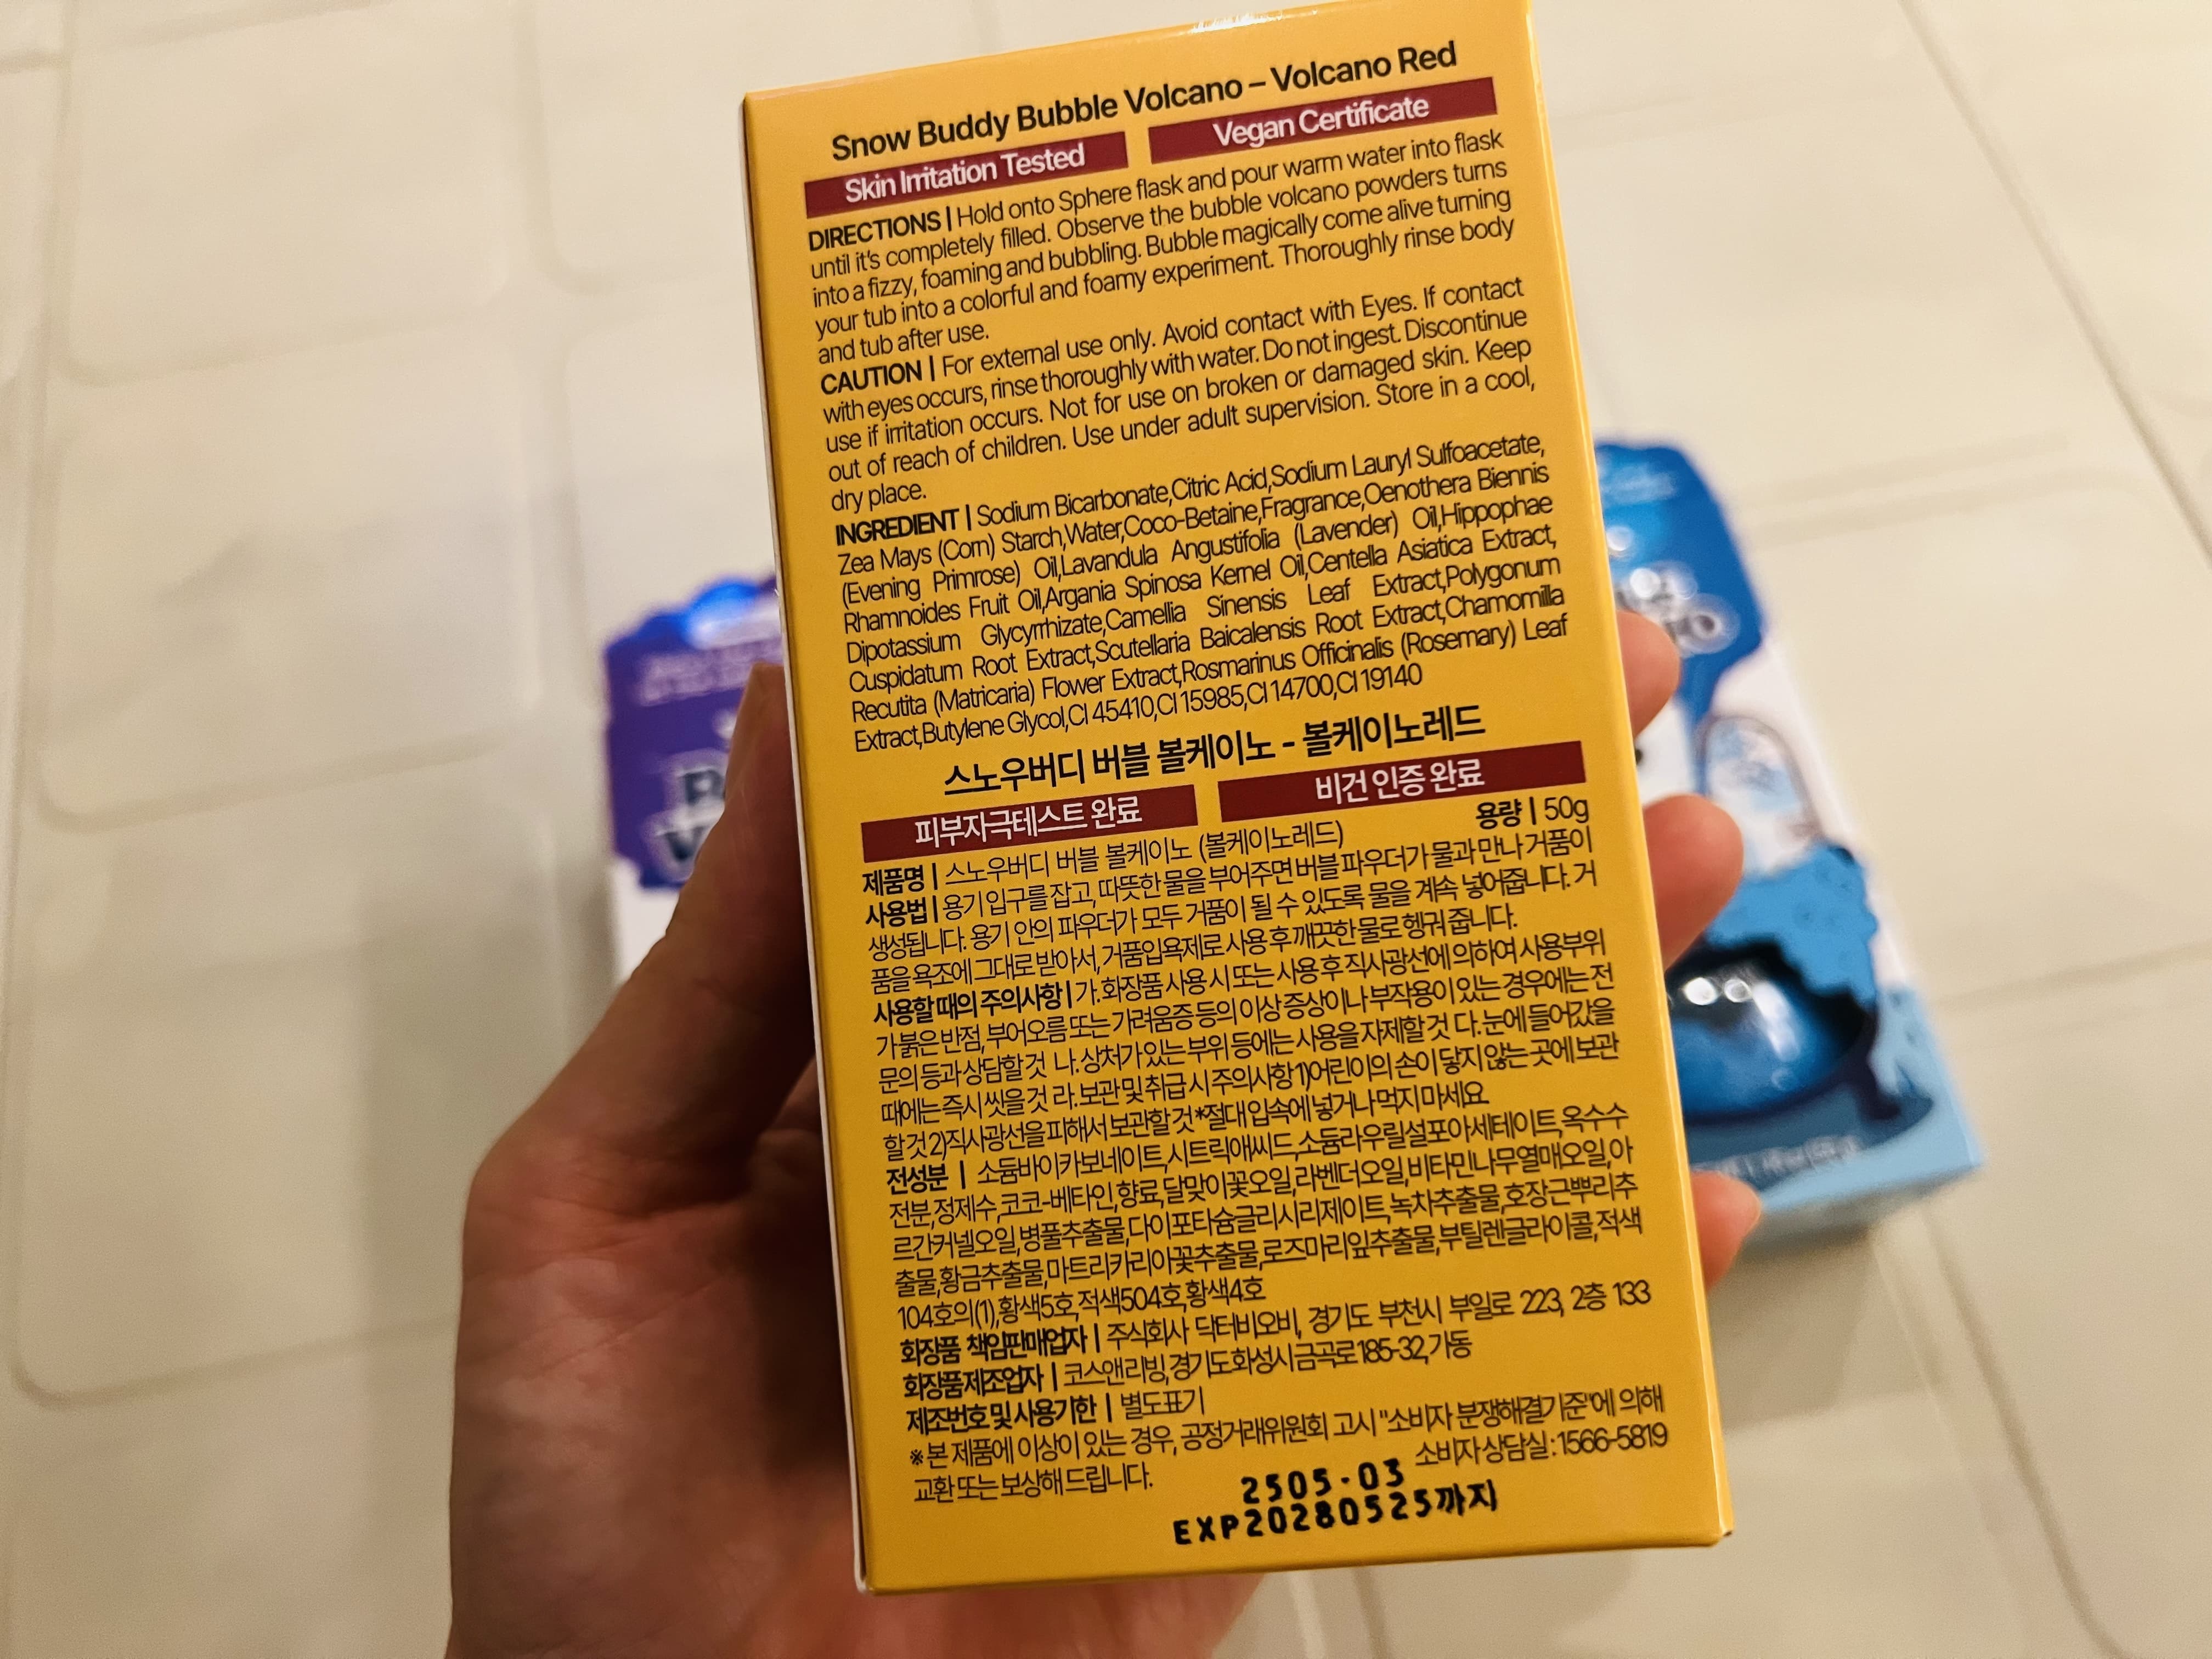 Snow Buddy Bubble Volcano – Volcano Red
Skin Irritation Tested
Vegan Certificate
DIRECTIONS | Hold onto Sphere flask and pour warm water into flask
until it's completely filled. Observe the bubble volcano powders turns
into a fizzy, foaming and bubbling. Bubble magically come alive turning
your tub into a colorful and foamy experiment. Thoroughly rinse body
and tub after use.
CAUTION | For external use only. Avoid contact with Eyes. If contact
with eyes occurs, rinse thoroughly with water. Do not ingest. Discontinue
use if irritation occurs. Not for use on broken or damaged skin. Keep
out of reach of children. Use under adult supervision. Store in a cool,
dry place.
INGREDIENT | Sodium Bicarbonate,Citric Acid,Sodium Lauryl Sulfoacetate,
Zea Mays (Corn) Starch,Water,Coco-Betaine,Fragrance,Oenothera Biennis
(Evening Primrose) Oil,Lavandula Angustifolia (Lavender) Oil,Hippophae
Rhamnoides Fruit Oil,Argania Spinosa Kernel Oil,Centella Asiatica Extract,
Dipotassium Glycyrrhizate,Camellia Sinensis Leaf Extract,Polygonum
Cuspidatum Root Extract,Scutellaria Baicalensis Root Extract,Chamomilla
Recutita (Matricaria) Flower Extract,Rosmarinus Officinalis (Rosemary) Leaf
Extract,Butylene Glycol,CI 45410,CI 15985,CI 14700,CI 19140
스노우버디 버블 볼케이노 - 볼케이노레드
피부자극테스트 완료
비건 인증 완료
제품명 | 스노우버디 버블 볼케이노 (볼케이노레드)
용량 | 50g
사용법 | 용기 입구를 잡고, 따뜻한 물을 부어주면 버블 파우더가 물과 만나 거품이
생성됩니다. 용기 안의 파우더가 모두 거품이 될 수 있도록 물을 계속 넣어줍니다. 거
품을 욕조에 그대로 받아서, 거품입욕제로 사용 후 깨끗한 물로 헹궈 줍니다.
사용할 때의 주의사항 | 가.화장품 사용 시 또는 사용 후 직사광선에 의하여 사용부위
가 붉은 반점, 부어오름 또는 가려움증 등의 이상 증상이나 부작용이 있는 경우에는 전
문의 등과 상담할 것 나. 상처가 있는 부위 등에는 사용을 자제할 것 다. 눈에 들어갔을
때에는 즉시 씻을 것 라. 보관 및 취급 시 주의사항 1)어린이의 손이 닿지 않는 곳에 보관
할 것 2)직사광선을 피해서 보관할 것 *절대 입속에 넣거나 먹지 마세요.
전성분 | 소듐바이카보네이트,시트릭애씨드,소듐라우릴설포아세테이트,옥수수
전분,정제수,코코-베타인,향료,달맞이꽃오일,라벤더오일,비타민나무열매오일,아
르간커넬오일,병풀추출물,다이포타슘글리시리제이트,녹차추출물,호장근뿌리추
출물,황금추출물,마트리카리아꽃추출물,로즈마리잎추출물,부틸렌글라이콜,적색
104호의(1),황색5호,적색504호,황색4호
화장품 책임판매업자 | 주식회사 닥터비오비, 경기도 부천시 부일로 223, 2층 133
화장품제조업자 | 코스앤리빙,경기도 화성시 금곡로185-32,가동
제조번호 및 사용기한 | 별도표기
※ 본 제품에 이상이 있는 경우, 공정거래위원회 고시 "소비자 분쟁해결기준"에 의해
교환 또는 보상해 드립니다.
소비자 상담실 : 1566-5819
2505·03
EXP20280525까지